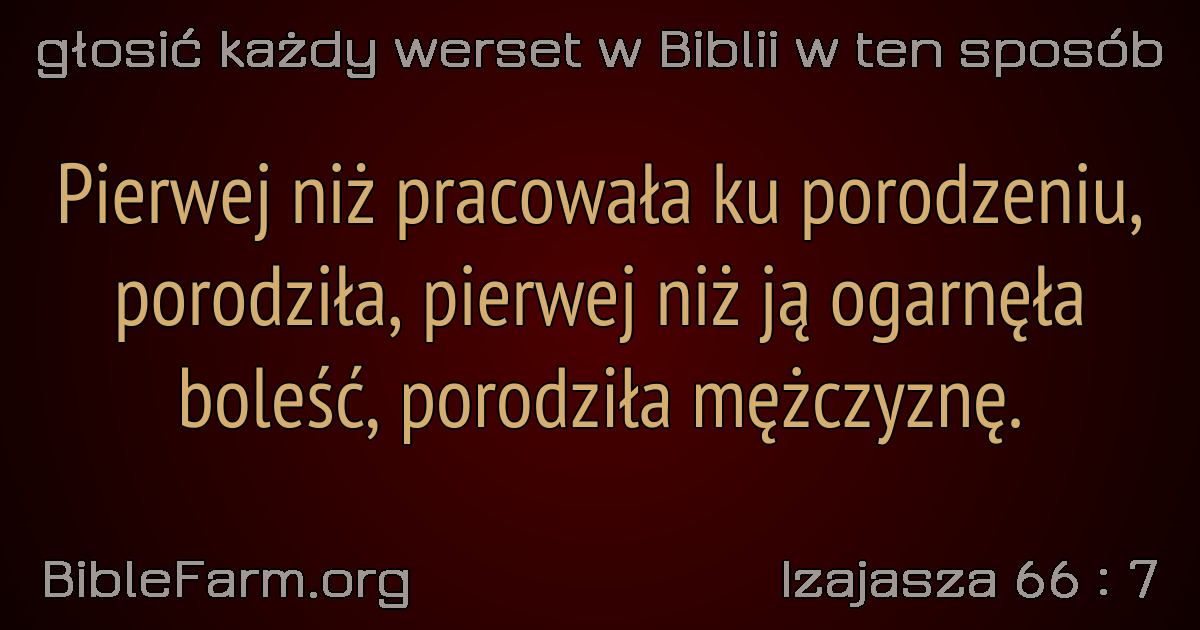 głosić każdy werset w Biblii w ten sposób
Pierwej niż pracowała ku porodzeniu,
porodziła, pierwej niż ją ogarnęła
boleść, porodziła mężczyznę.
BibleFarm.org
Izajasza 66 : 7